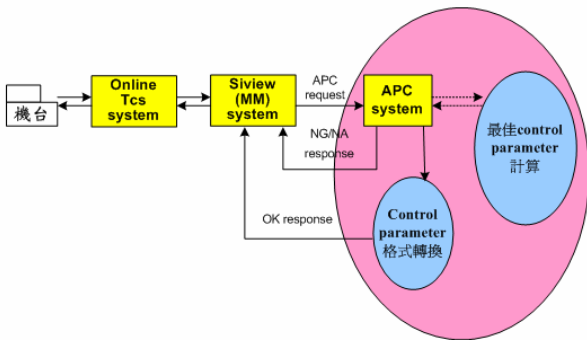 機台
Online
Tcs
system
Siview
(MM)
system
APC
request
NG/NA
response
OK response
APC
system
最佳control
parameter
計算
Control
parameter
格式轉換